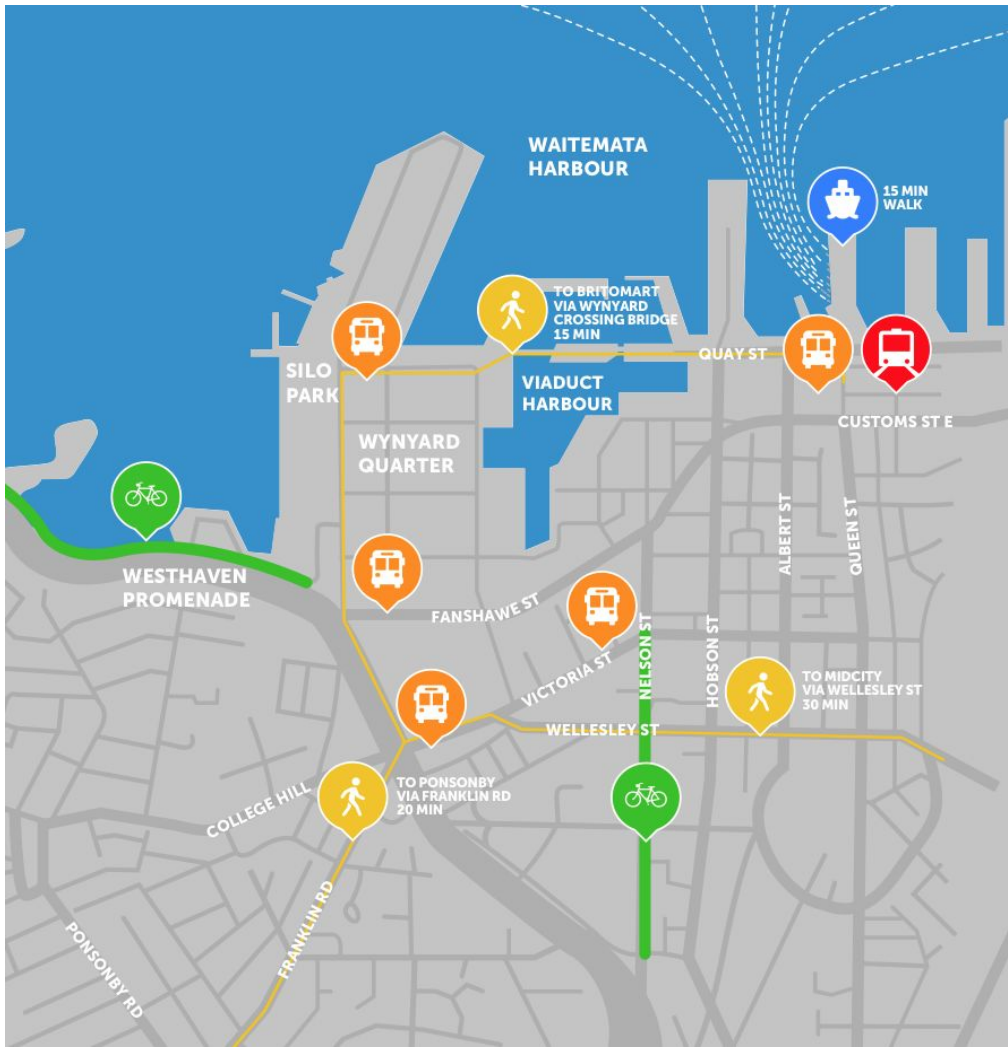 WAITEMATA
HARBOUR
15 MIN
WALK
TO BRITOMART
VIA WYNYARD
CROSSING BRIDGE
15 MIN
QUAY ST
SILO
PARK
VIADUCT
HARBOUR
CUSTOMS ST E
WYNYARD
QUARTER
ALBERT ST
QUEEN ST
WESTHAVEN
PROMENADE
FANSHAWE ST
NELSON ST
HOBSON ST
VICTORIA ST
TO MIDCITY
VIA WELLESLEY ST
30 MIN
WELLESLEY ST
TO PONSONBY
VIA FRANKLIN RD
20 MIN
COLLEGE HILL
FRANKLIN RD
PONSONBY RD